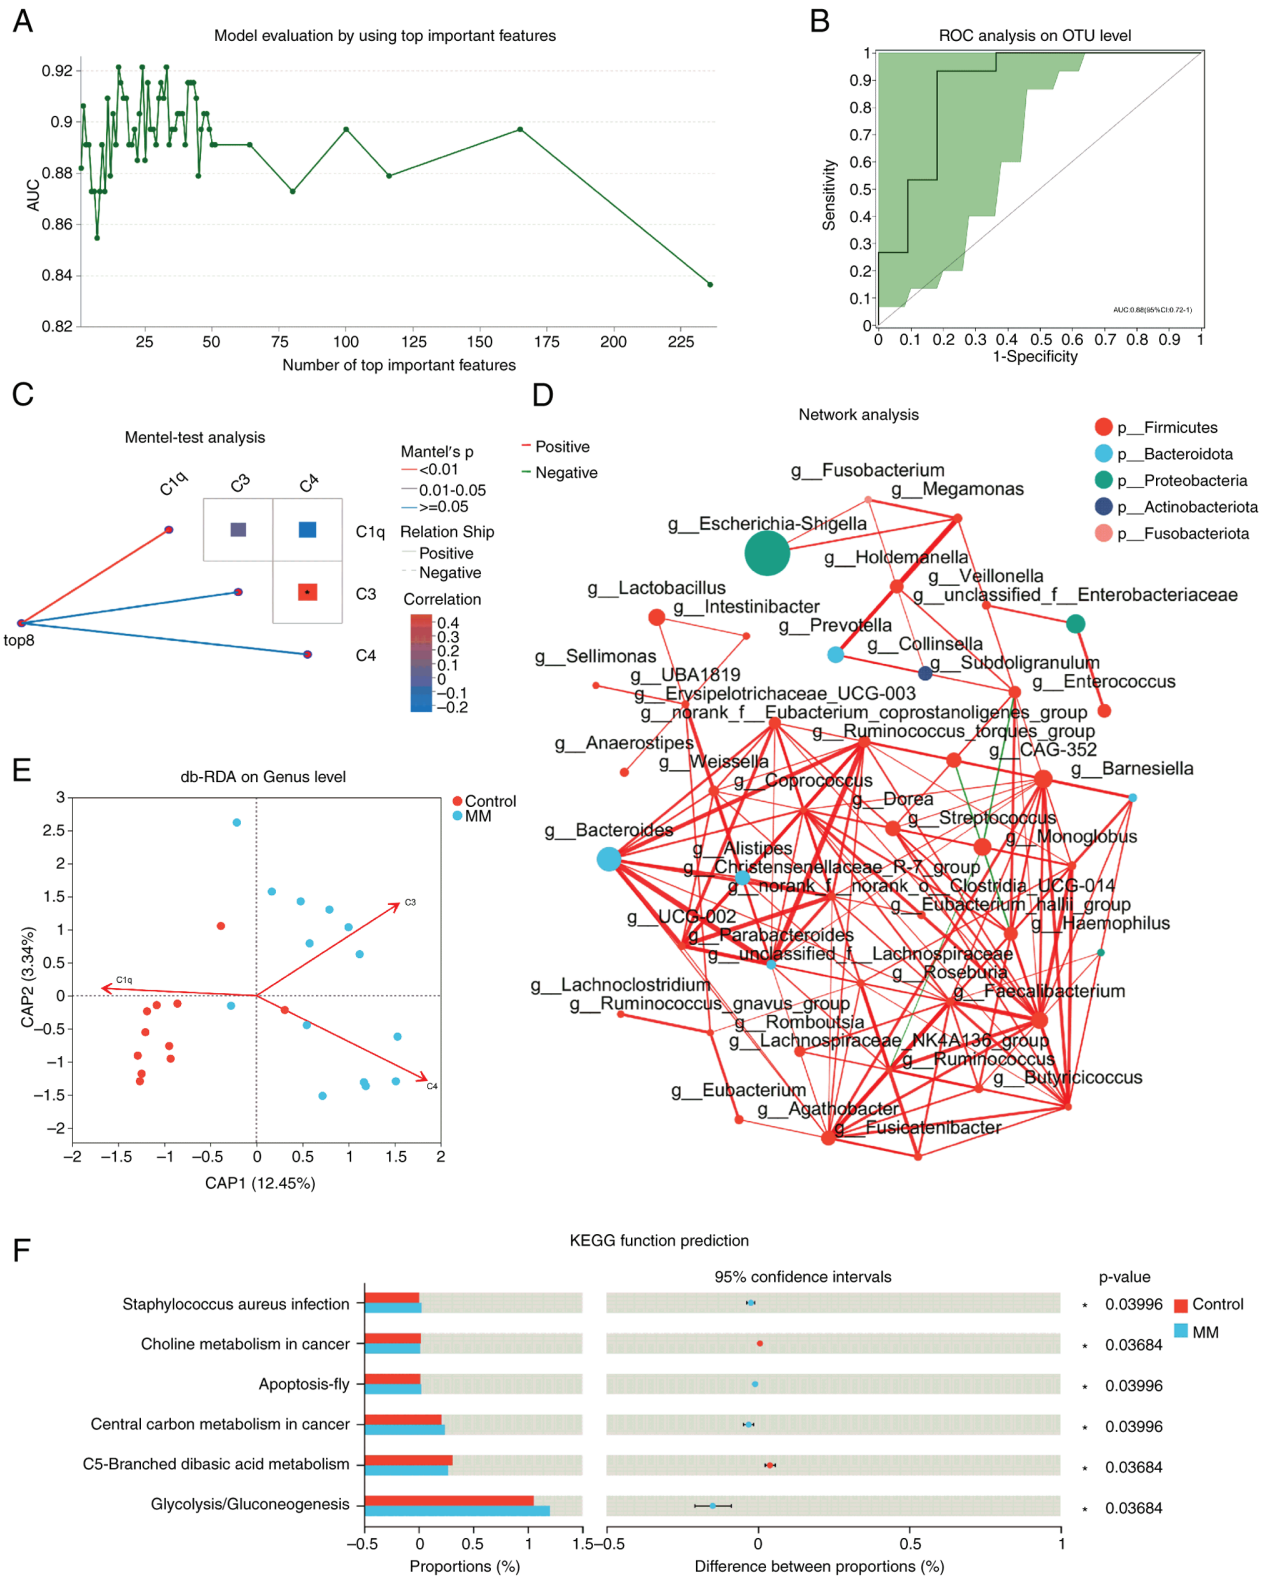 A
Model evaluation by using top important features
0.92
0.9
0.88
0.86
0.84
0.82
AUC
25 50 75 100 125 150 175 200 225
Number of top important features
B
ROC analysis on OTU level
1
0.9
0.8
0.7
0.6
0.5
0.4
0.3
0.2
0.1
0
Sensitivity
AUC:0.88(95%CI:0.72-1)
0 0.1 0.2 0.3 0.4 0.5 0.6 0.7 0.8 0.9 1
1-Specificity
C
Mentel-test analysis
C1q
C3
C4
C1q
C3
C4
top8
Mantel's p
<0.01
0.01-0.05
>=0.05
Relation Ship
Positive
Negative
Correlation
0.4
0.3
0.2
0.1
0
−0.1
−0.2
D
Network analysis
Positive
Negative
p__Firmicutes
p__Bacteroidota
p__Proteobacteria
p__Actinobacteriota
p__Fusobacteriota
g__Fusobacterium
g__Megamonas
g__Escherichia-Shigella
g__Holdemanella
g__Veillonella
g__Lactobacillus
g__unclassified_f__Enterobacteriaceae
g__Intestinibacter
g__Prevotella
g__Collinsella
g__Sellimonas
g__Subdoligranulum
g__UBA1819
g__Enterococcus
g__Erysipelotrichaceae_UCG-003
g__norank_f__Eubacterium_coprostanoligenes_group
g__Ruminococcus_torques_group
g__Anaerostipes
g__CAG-352
g__Weissella
g__Barnesiella
g__Coprococcus
g__Dorea
g__Streptococcus
g__Bacteroides
g__Monoglobus
g__Alistipes
g__Christensenellaceae_R-7_group
g__norank_f__norank_o__Clostridia_UCG-014
g__Eubacterium_hallii_group
g__UCG-002
g__Haemophilus
g__Parabacteroides
g__unclassified_f__Lachnospiraceae
g__Roseburia
g__Lachnoclostridium
g__Faecalibacterium
g__Ruminococcus_gnavus_group
g__Romboutsia
g__Lachnospiraceae_NK4A136_group
g__Ruminococcus
g__Butyricicoccus
g__Eubacterium
g__Agathobacter
g__Fusicatenibacter
E
db-RDA on Genus level
Control
MM
3
2.5
2
1.5
1
0.5
0
−0.5
−1
−1.5
−2
CAP2 (3.34%)
C3
C1q
C4
−2 −1.5 −1 −0.5 0 0.5 1 1.5 2
CAP1 (12.45%)
F
KEGG function prediction
95% confidence intervals
p-value
Control
MM
Staphylococcus aureus infection * 0.03996
Choline metabolism in cancer * 0.03684
Apoptosis-fly * 0.03996
Central carbon metabolism in cancer * 0.03996
C5-Branched dibasic acid metabolism * 0.03684
Glycolysis/Gluconeogenesis * 0.03684
−0.5 0 0.5 1 1.5 −0.5 0 0.5 1
Proportions (%)
Difference between proportions (%)